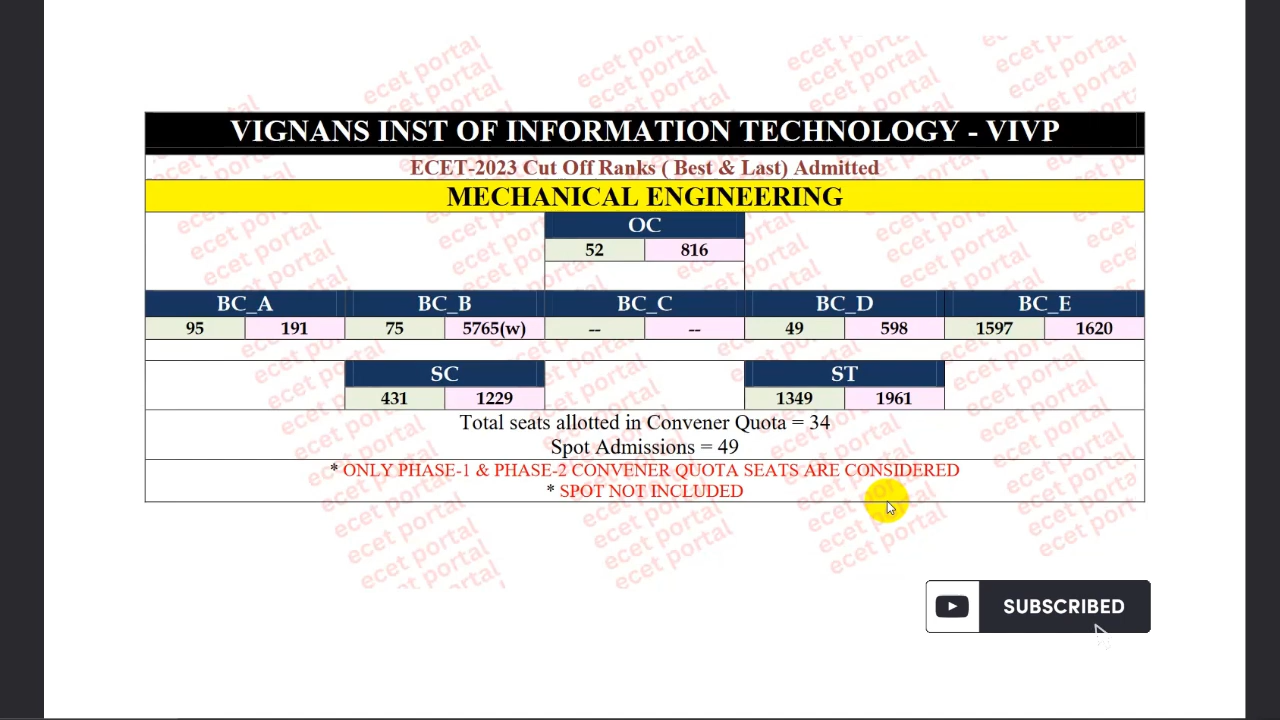 VIGNANS INST OF INFORMATION TECHNOLOGY - VIVP
ECET-2023 Cut Off Ranks ( Best & Last) Admitted
MECHANICAL ENGINEERING
OC
52 816
BC_A BC_B BC_C BC_D BC_E
95 191 75 5765(w) -- -- 49 598 1597 1620
SC ST
431 1229 1349 1961
Total seats allotted in Convener Quota = 34
Spot Admissions = 49
* ONLY PHASE-1 & PHASE-2 CONVENER QUOTA SEATS ARE CONSIDERED
* SPOT NOT INCLUDED
SUBSCRIBED
ecet portal